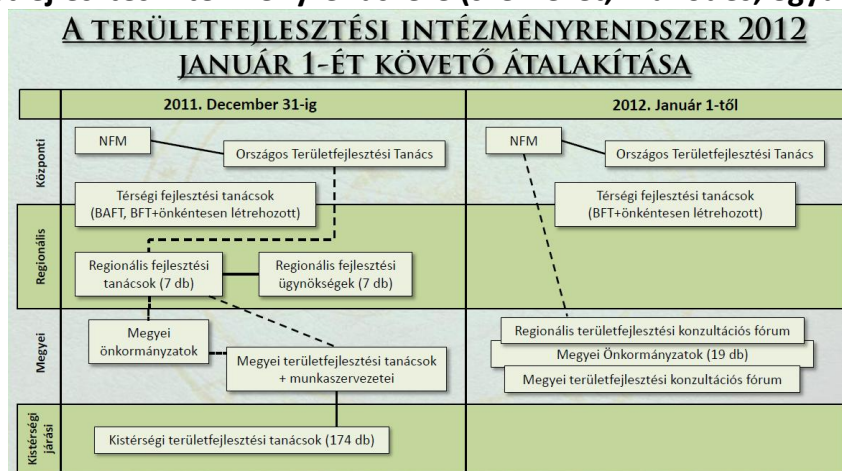 A TERÜLETFEJLESZTÉSI INTÉZMÉNYRENDSZER 2012
JANUÁR 1-ÉT KÖVETŐ ÁTALAKÍTÁSA
2011. December 31-ig
2012. Január 1-től
Központi
NFM
Országos Területfejlesztési Tanács
Térségi fejlesztési tanácsok
(BAFT, BFT+önkéntesen létrehozott)
NFM
Országos Területfejlesztési Tanács
Térségi fejlesztési tanácsok
(BFT+önkéntesen létrehozott)
Regionális
Regionális fejlesztési
tanácsok (7 db)
Regionális fejlesztési
ügynökségek (7 db)
Megyei
Megyei
önkormányzatok
Megyei területfejlesztési tanácsok
+ munkaszervezetei
Regionális területfejlesztési konzultációs fórum
Megyei Önkormányzatok (19 db)
Megyei területfejlesztési konzultációs fórum
Kistérségi
járási
Kistérségi területfejlesztési tanácsok (174 db)